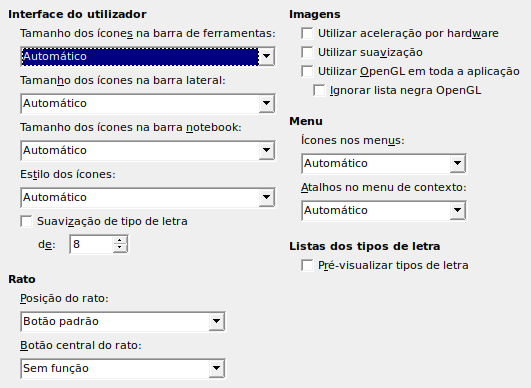 Interface do utilizador
Tamanho dos ícones na barra de ferramentas:
Automático
Tamanho dos ícones na barra lateral:
Automático
Tamanho dos ícones na barra notebook:
Automático
Estilo dos ícones:
Automático
Suavização de tipo de letra
de: 8
Rato
Posição do rato:
Botão padrão
Botão central do rato:
Sem função
Imagens
Utilizar aceleração por hardware
Utilizar suavização
Utilizar OpenGL em toda a aplicação
Ignorar lista negra OpenGL
Menu
Ícones nos menus:
Automático
Atalhos no menu de contexto:
Automático
Listas dos tipos de letra
Pré-visualizar tipos de letra